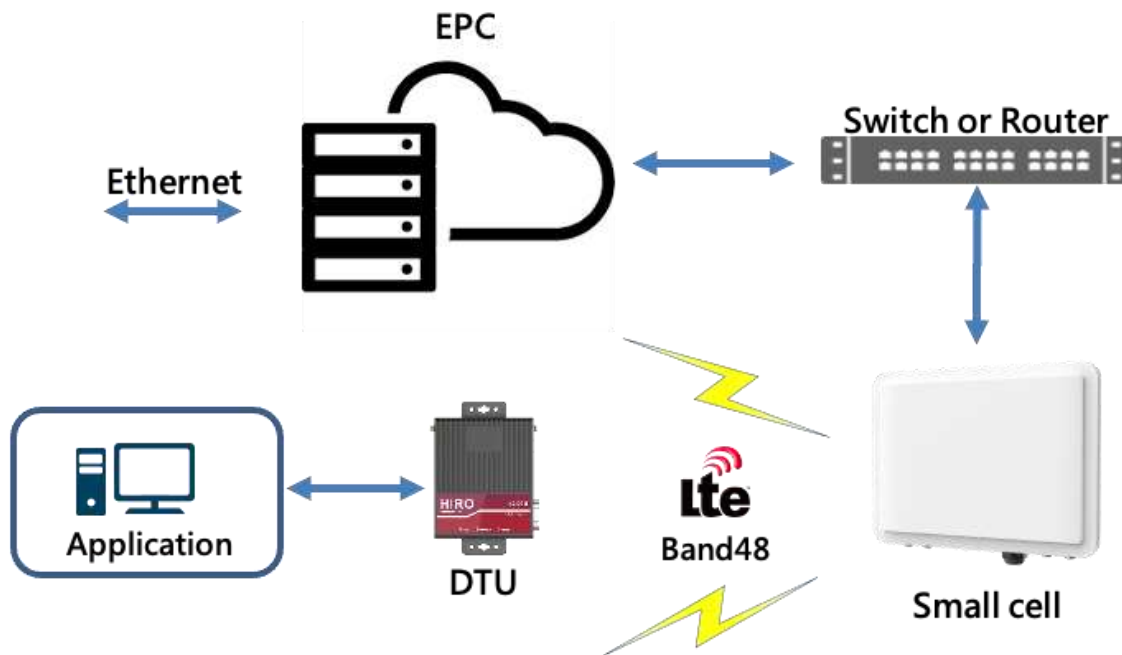 EPC
Switch or Router
Ethernet
HIRO
Lte
Band48
Application
DTU
Small cell